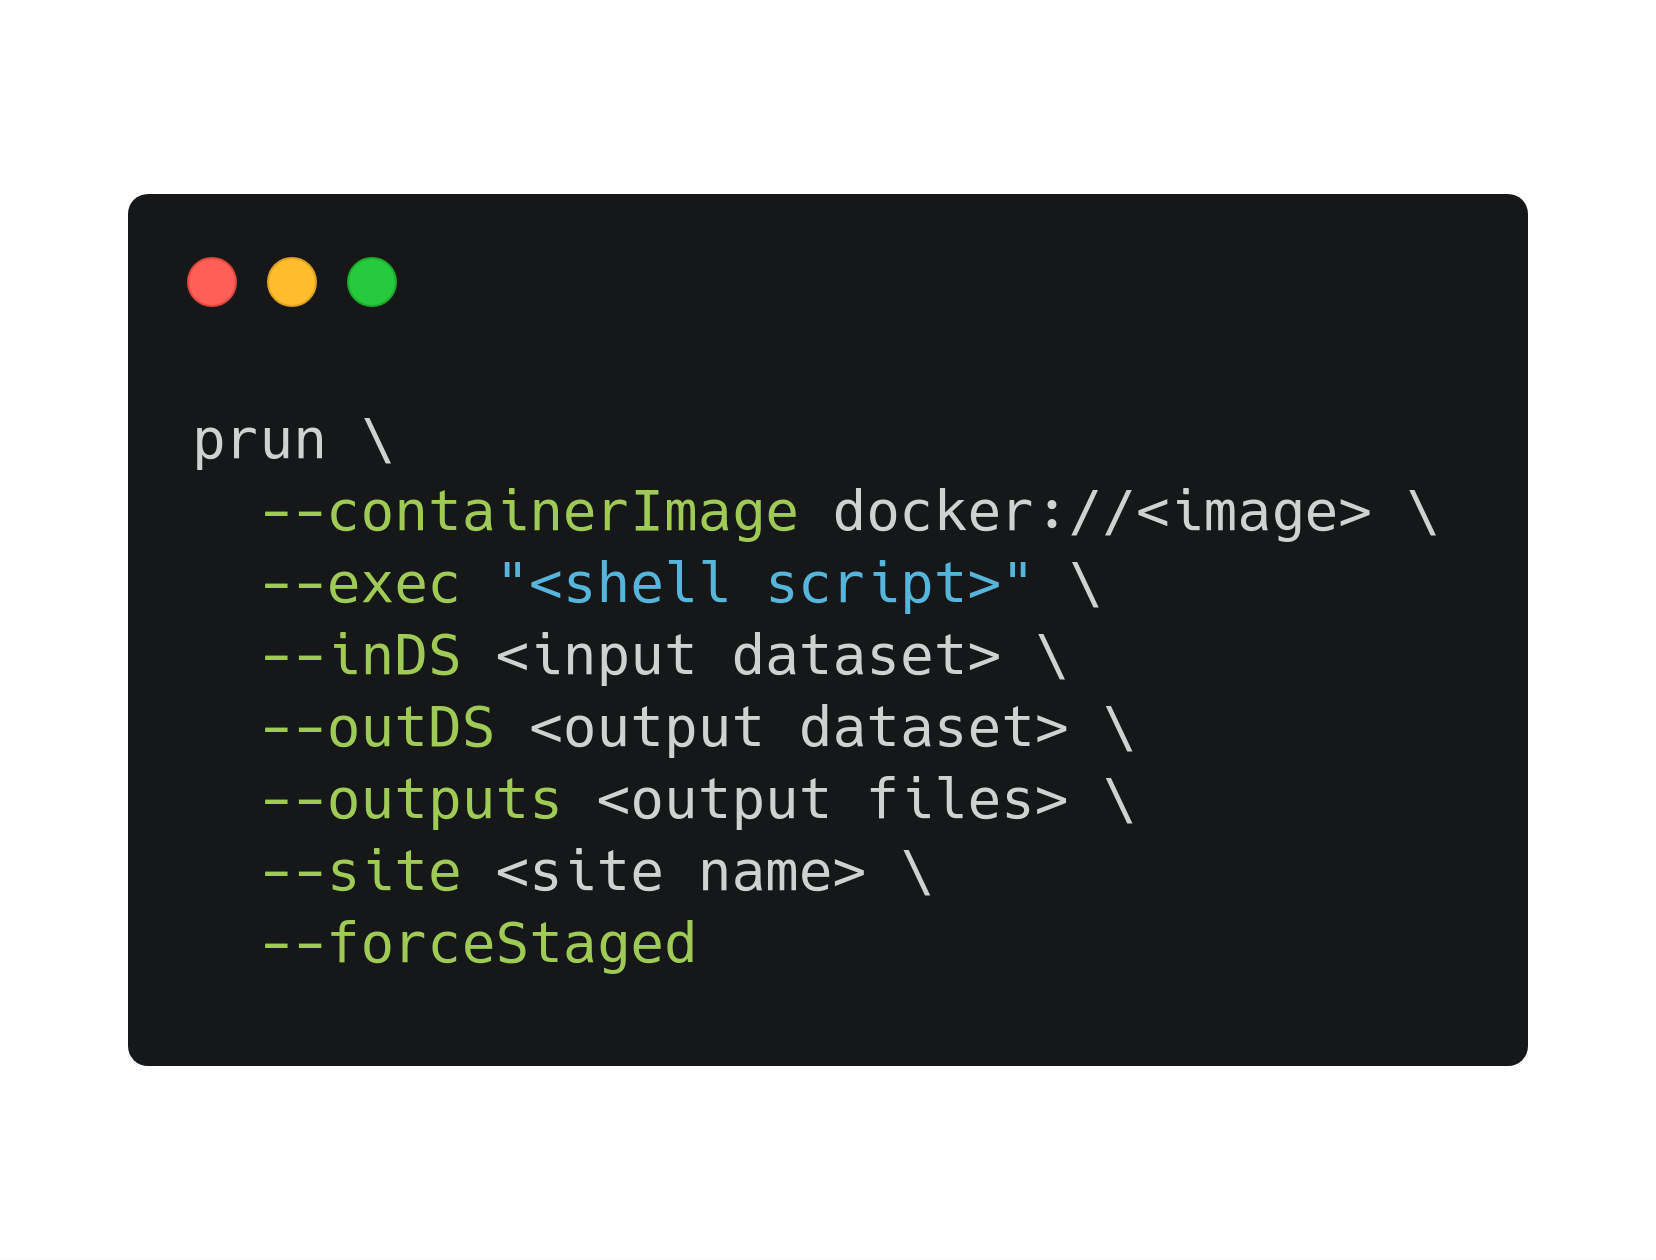 prun \
--containerImage docker://<image> \
--exec "<shell script>" \
--inDS <input dataset> \
--outDS <output dataset> \
--outputs <output files> \
--site <site name> \
--forceStaged